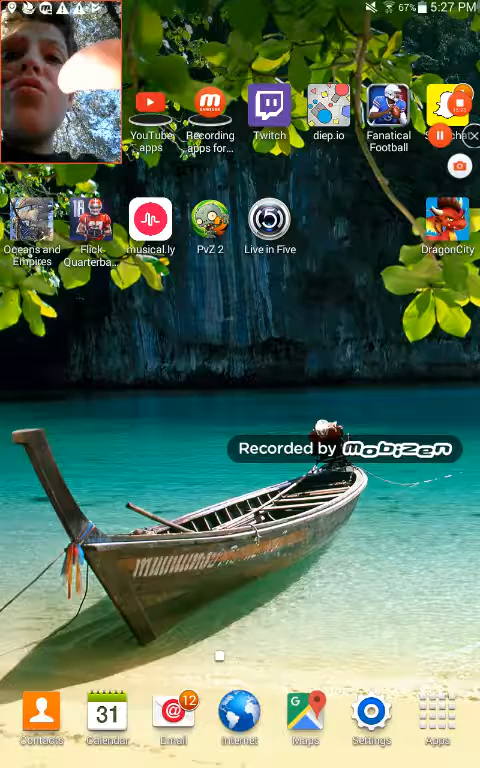 67% 5:27 PM
YouTube apps
Recording apps for...
Twitch
diep.io
Fanatical Football
Oceans and Empires
Flick-Quarterba...
musical.ly
PvZ 2
Live in Five
DragonCity
Recorded by mobizen
31
12
Contacts
Calendar
Email
Internet
Maps
Settings
Apps